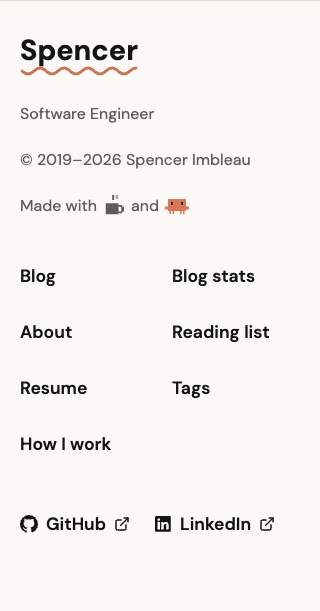 Spencer
Software Engineer
© 2019–2026 Spencer Imbleau
Made with and
Blog
Blog stats
About
Reading list
Resume
Tags
How I work
GitHub
LinkedIn